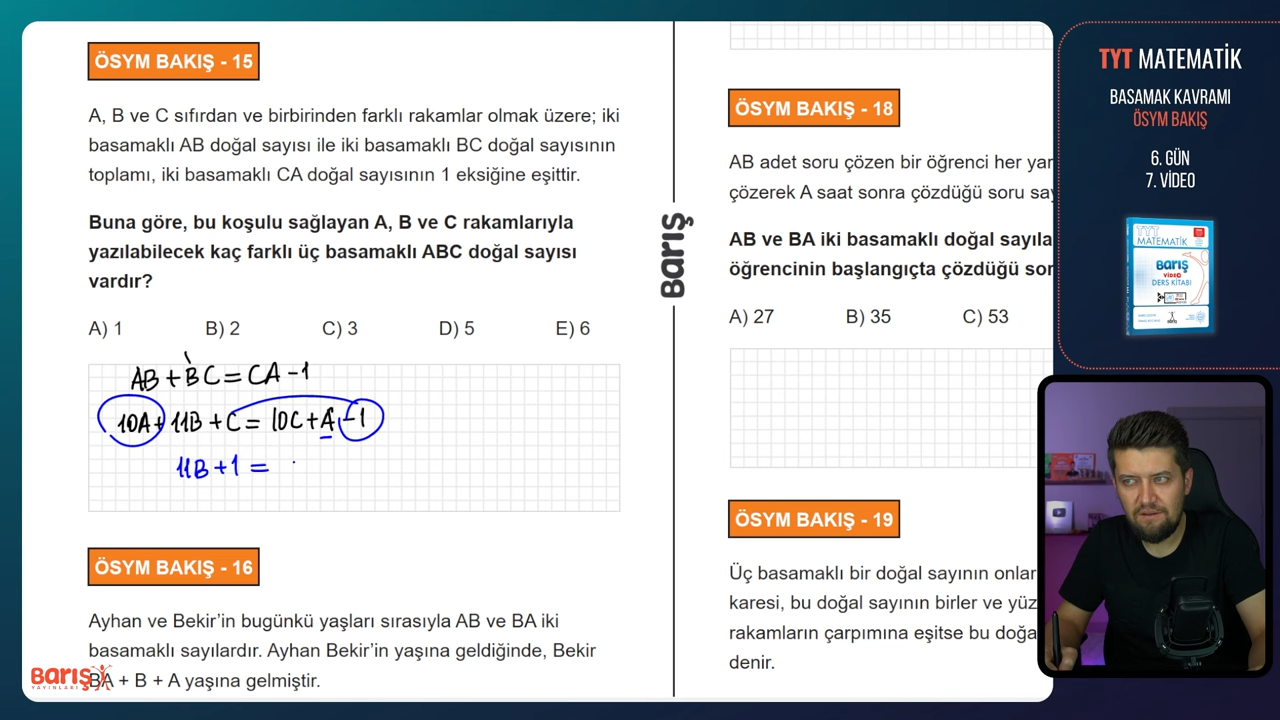 ÖSYM BAKIŞ - 15
A, B ve C sıfırdan ve birbirinden farklı rakamlar olmak üzere; iki
basamaklı AB doğal sayısı ile iki basamaklı BC doğal sayısının
toplamı, iki basamaklı CA doğal sayısının 1 eksiğine eşittir.
Buna göre, bu koşulu sağlayan A, B ve C rakamlarıyla
yazılabilecek kaç farklı üç basamaklı ABC doğal sayısı
vardır?
A) 1 B) 2 C) 3 D) 5 E) 6
AB + BC = CA - 1
10A + 11B + C = 10C + A - 1
11B + 1 =
ÖSYM BAKIŞ - 16
Ayhan ve Bekir’in bugünkü yaşları sırasıyla AB ve BA iki
basamaklı sayılardır. Ayhan Bekir’in yaşına geldiğinde, Bekir
BA + B + A yaşına gelmiştir.
BARIŞ
YAYINLARI
Barış
ÖSYM BAKIŞ - 18
AB adet soru çözen bir öğrenci her yar
çözerek A saat sonra çözdüğü soru sa
AB ve BA iki basamaklı doğal sayıla
öğrencinin başlangıçta çözdüğü sor
A) 27 B) 35 C) 53
ÖSYM BAKIŞ - 19
Üç basamaklı bir doğal sayının onlar
karesi, bu doğal sayının birler ve yüz
rakamların çarpımına eşitse bu doğa
denir.
TYT MATEMATİK
BASAMAK KAVRAMI
ÖSYM BAKIŞ
6. GÜN
7. VİDEO
TYT
MATEMATİK
Barış
VİDEO
DERS KİTABI